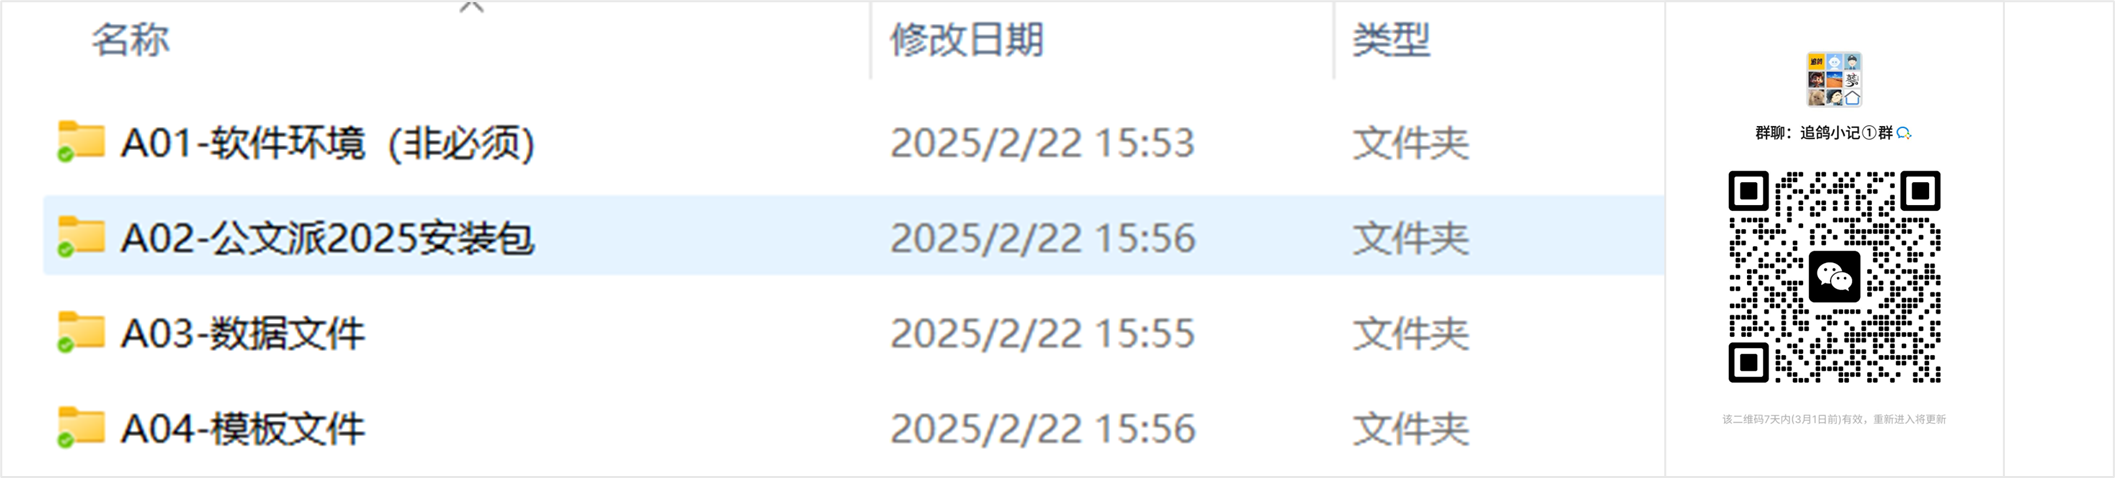 名称 修改日期 类型
A01-软件环境（非必须） 2025/2/22 15:53 文件夹
A02-公文派2025安装包 2025/2/22 15:56 文件夹
A03-数据文件 2025/2/22 15:55 文件夹
A04-模板文件 2025/2/22 15:56 文件夹
群聊：追鸽小记①群
该二维码7天内(3月1日前)有效，重新进入将更新